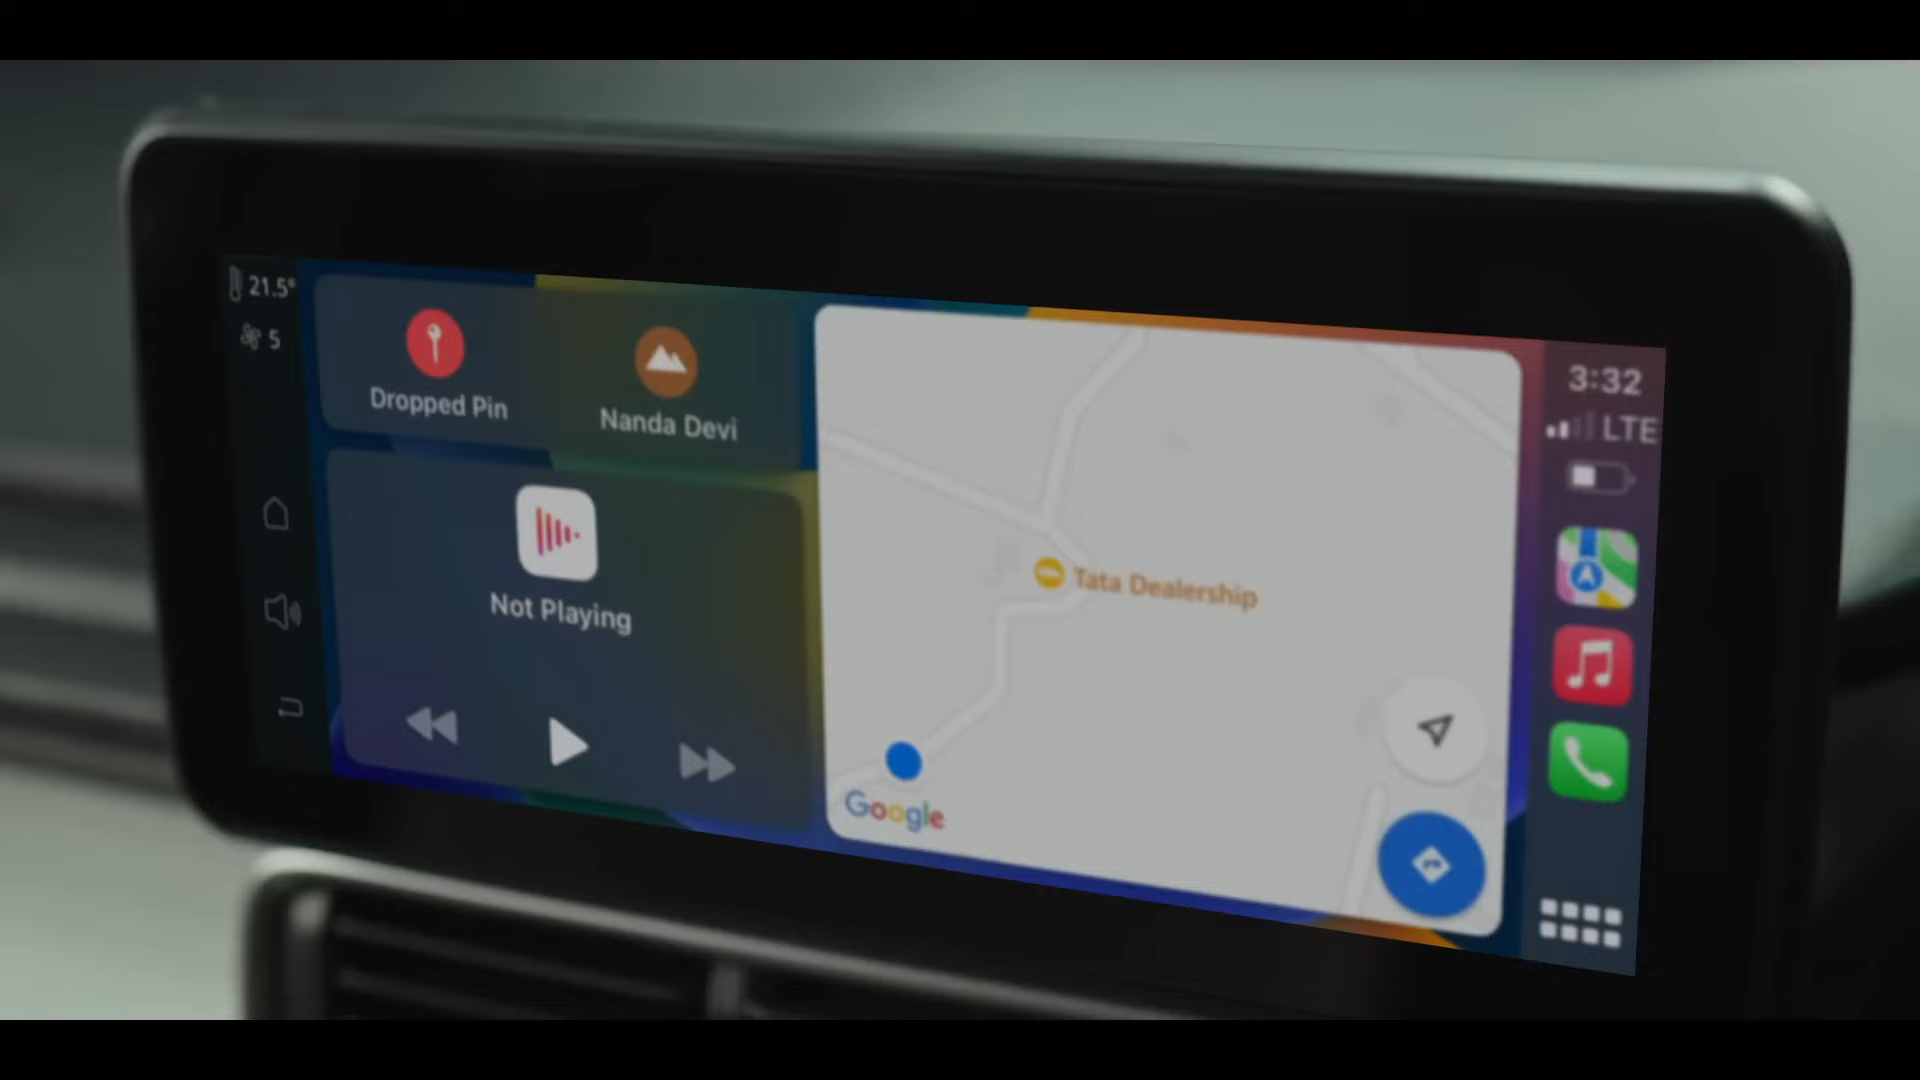 21.5°
5
Dropped Pin
Nanda Devi
Not Playing
Tata Dealership
Google
3:32
LTE